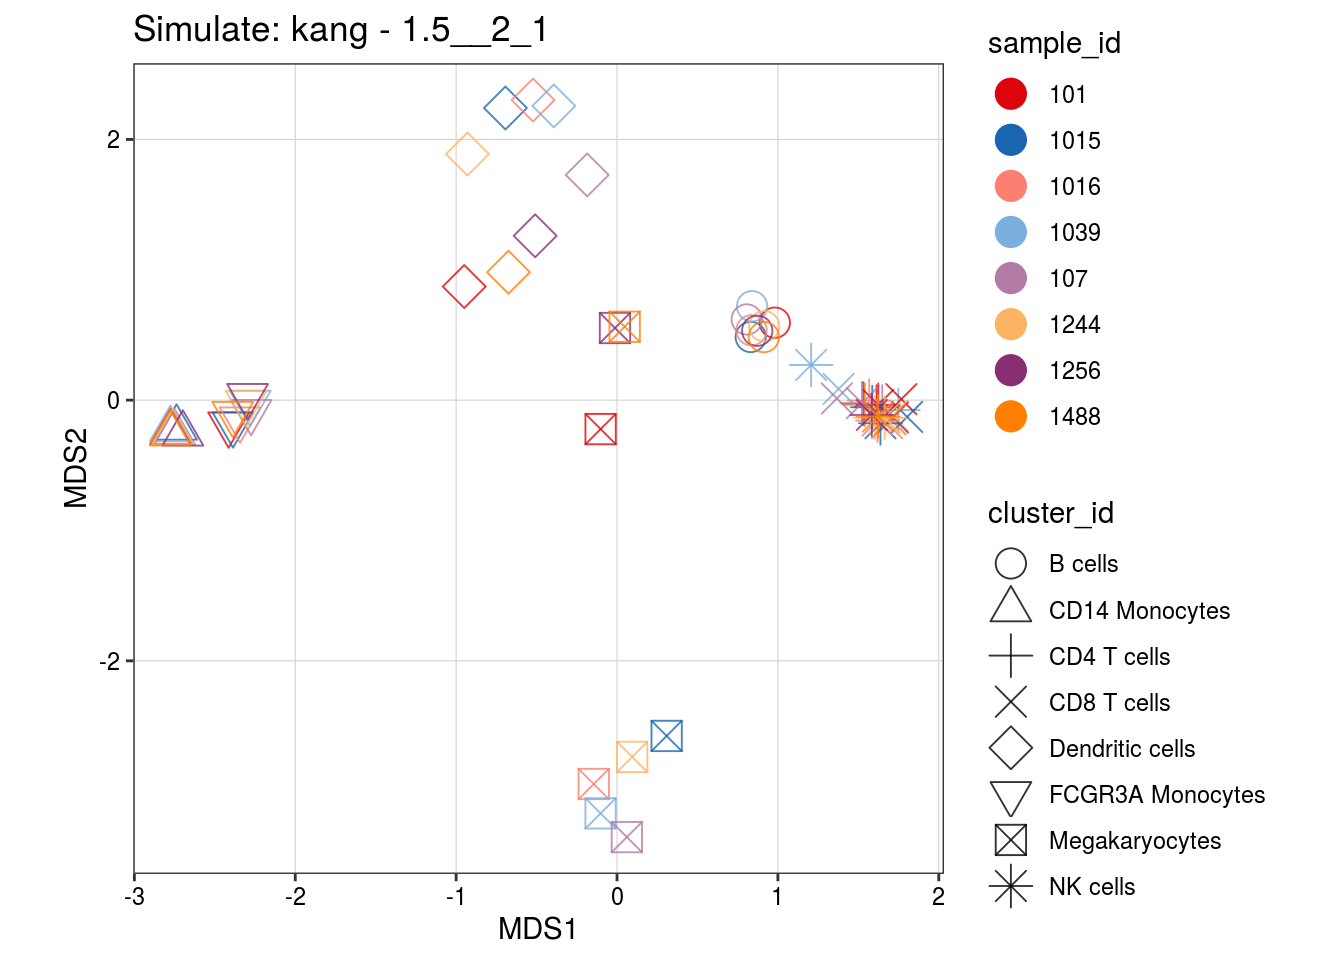 Simulate: kang - 1.5__2_1
sample_id
101
1015
1016
1039
107
1244
1256
1488
cluster_id
B cells
CD14 Monocytes
CD4 T cells
CD8 T cells
Dendritic cells
FCGR3A Monocytes
Megakaryocytes
NK cells
MDS2
2
0
-2
-3
-2
-1
0
1
2
MDS1